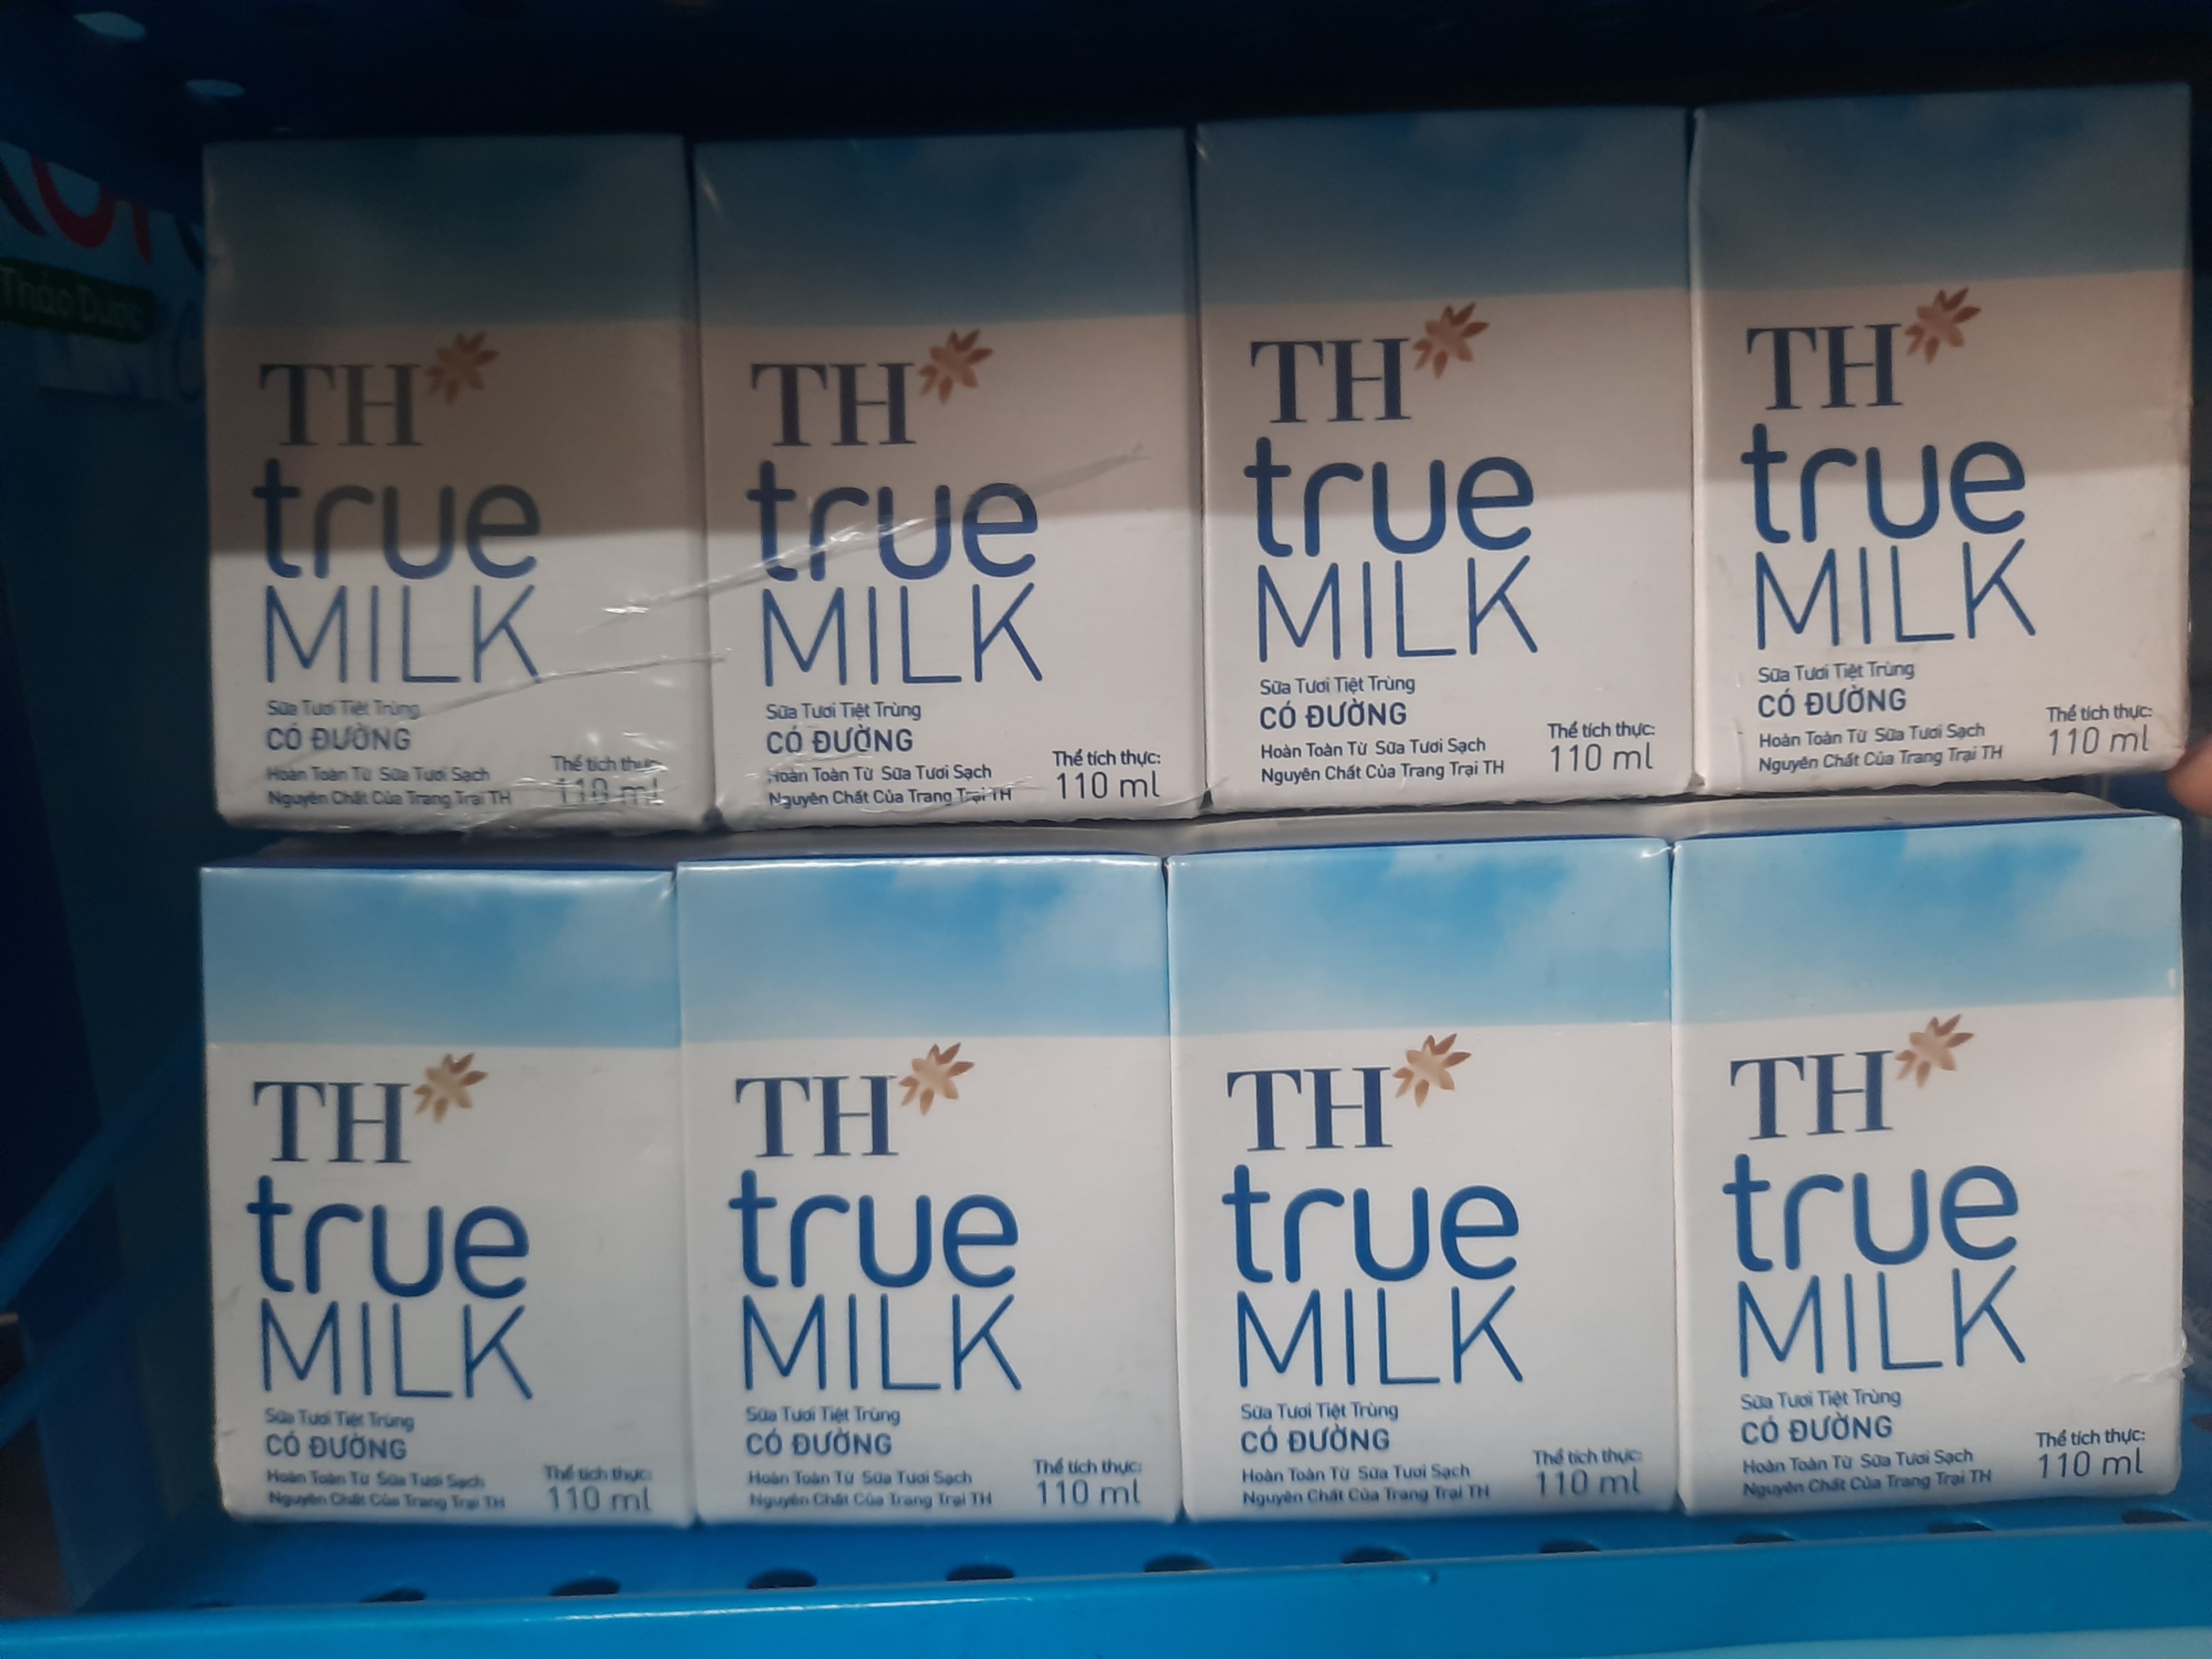 Thảo Dược
TH
true
MILK
Sữa Tươi Tiệt Trùng
CÓ ĐƯỜNG
Hoàn Toàn Từ Sữa Tươi Sạch
Nguyên Chất Của Trang Trại TH
Thể tích thực:
110 ml
TH
true
MILK
Sữa Tươi Tiệt Trùng
CÓ ĐƯỜNG
Hoàn Toàn Từ Sữa Tươi Sạch
Nguyên Chất Của Trang Trại TH
Thể tích thực:
110 ml
TH
true
MILK
Sữa Tươi Tiệt Trùng
CÓ ĐƯỜNG
Hoàn Toàn Từ Sữa Tươi Sạch
Nguyên Chất Của Trang Trại TH
Thể tích thực:
110 ml
TH
true
MILK
Sữa Tươi Tiệt Trùng
CÓ ĐƯỜNG
Hoàn Toàn Từ Sữa Tươi Sạch
Nguyên Chất Của Trang Trại TH
Thể tích thực:
110 ml
TH
true
MILK
Sữa Tươi Tiệt Trùng
CÓ ĐƯỜNG
Hoàn Toàn Từ Sữa Tươi Sạch
Nguyên Chất Của Trang Trại TH
Thể tích thực:
110 ml
TH
true
MILK
Sữa Tươi Tiệt Trùng
CÓ ĐƯỜNG
Hoàn Toàn Từ Sữa Tươi Sạch
Nguyên Chất Của Trang Trại TH
Thể tích thực:
110 ml
TH
true
MILK
Sữa Tươi Tiệt Trùng
CÓ ĐƯỜNG
Hoàn Toàn Từ Sữa Tươi Sạch
Nguyên Chất Của Trang Trại TH
Thể tích thực:
110 ml
TH
true
MILK
Sữa Tươi Tiệt Trùng
CÓ ĐƯỜNG
Hoàn Toàn Từ Sữa Tươi Sạch
Nguyên Chất Của Trang Trại TH
Thể tích thực:
110 ml